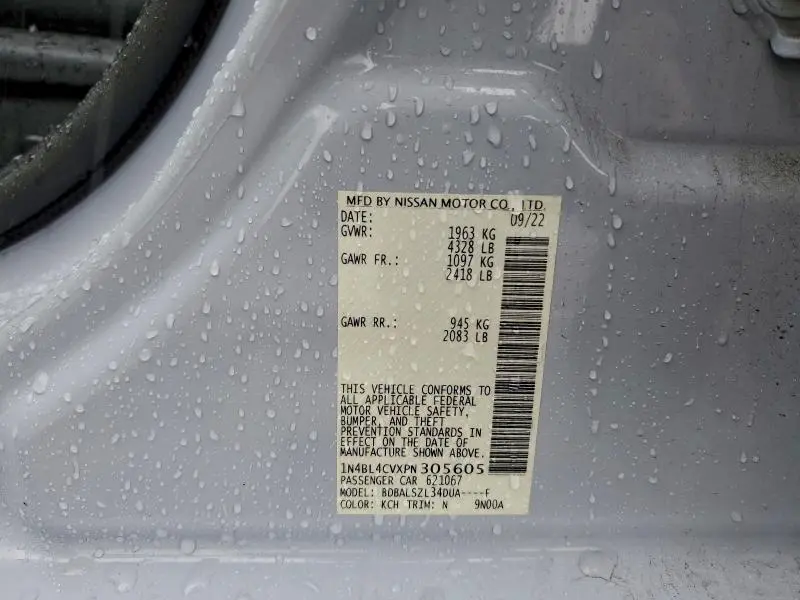 MFD BY NISSAN MOTOR CO., LTD.
DATE: 09/22
GVWR: 1963 KG
4328 LB
GAWR FR.: 1097 KG
2418 LB
GAWR RR.: 945 KG
2083 LB
THIS VEHICLE CONFORMS TO
ALL APPLICABLE FEDERAL
MOTOR VEHICLE SAFETY,
BUMPER, AND THEFT
PREVENTION STANDARDS IN
EFFECT ON THE DATE OF
MANUFACTURE SHOWN ABOVE.
1N4BL4CVXPN305605
PASSENGER CAR 621067
MODEL: BDBALSZL34DUA----F
COLOR: KCH TRIM: N 9N00A